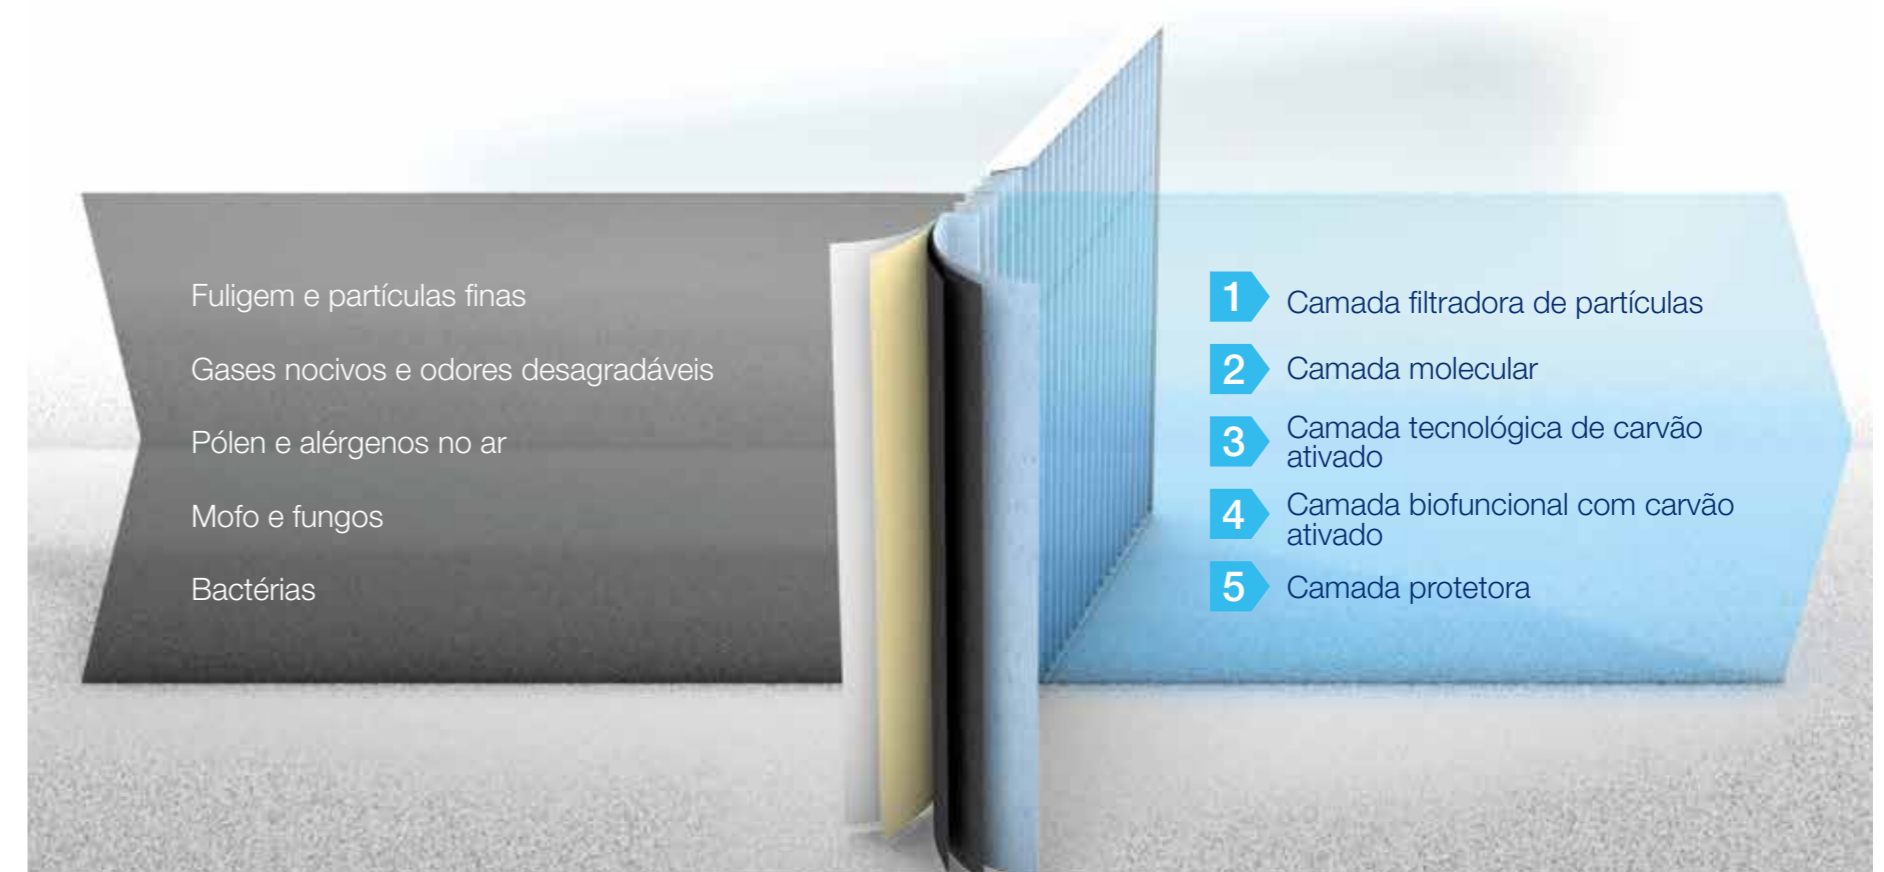 Fuligem e partículas finas
Gases nocivos e odores desagradáveis
Pólen e alérgenos no ar
Mofo e fungos
Bactérias
1 Camada filtradora de partículas
2 Camada molecular
3 Camada tecnológica de carvão
ativado
4 Camada biofuncional com carvão
ativado
5 Camada protetora